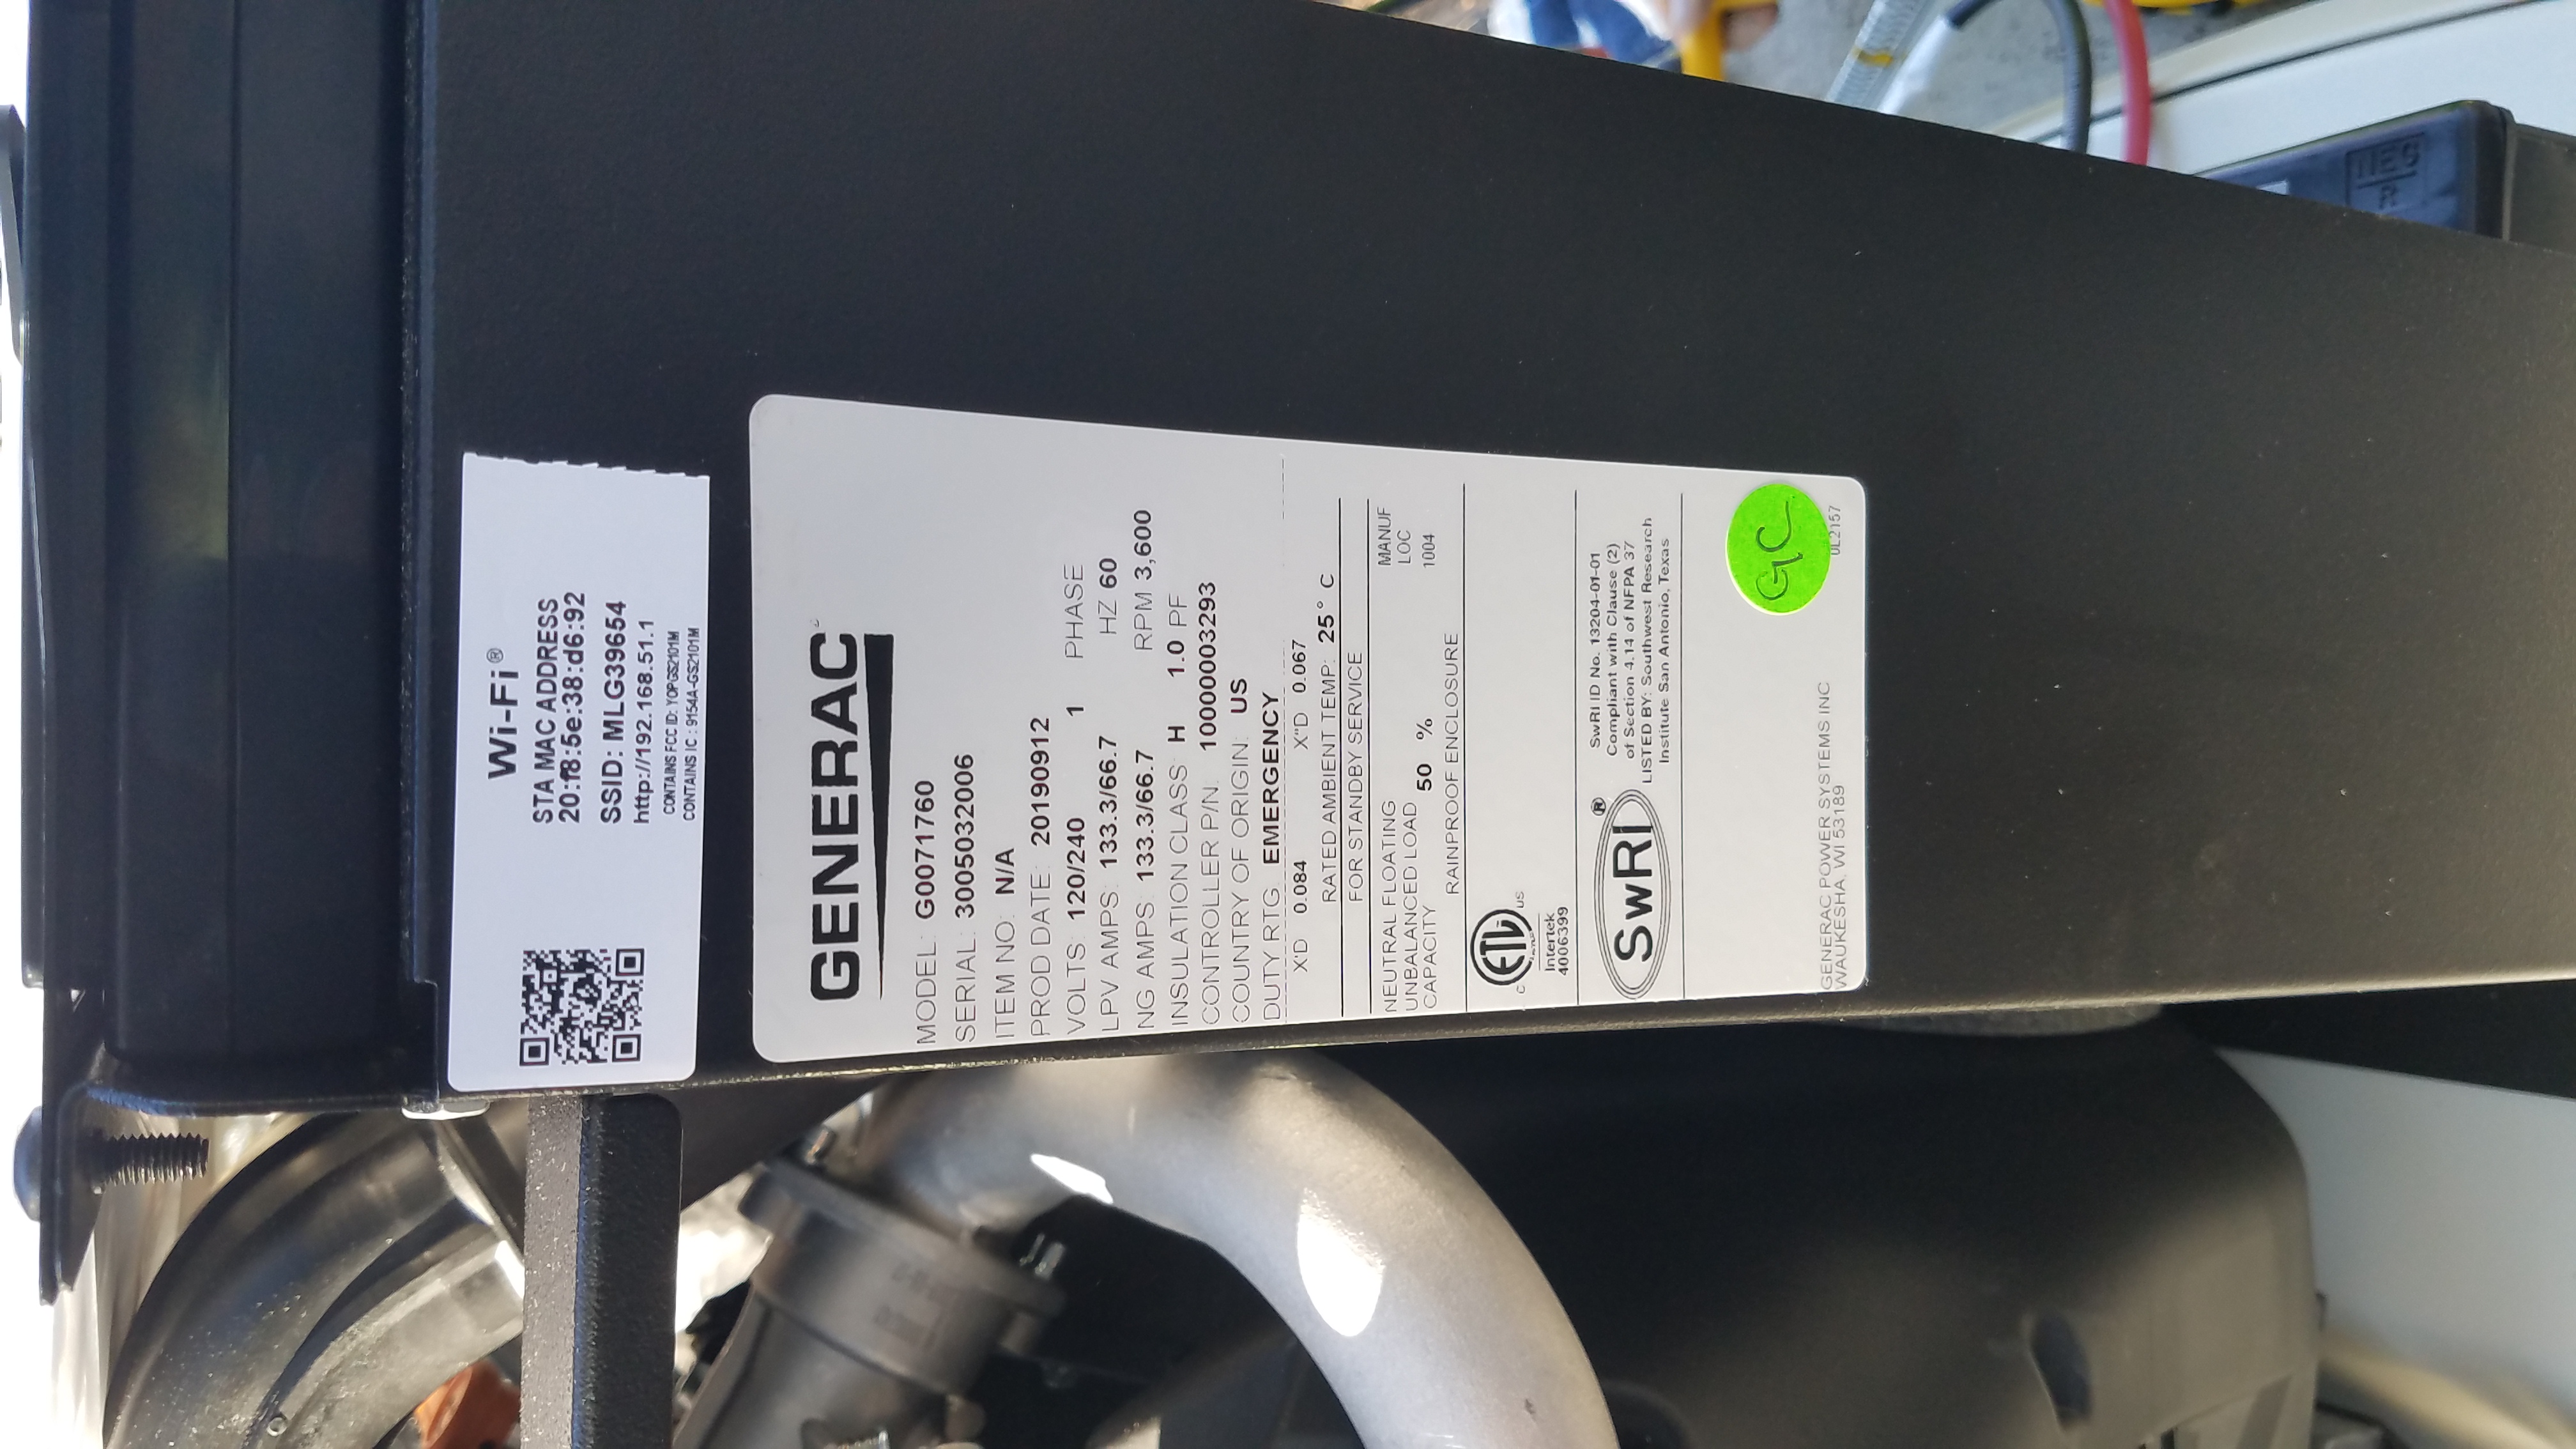 Wi-Fi®
STA MAC ADDRESS
20:f8:5e:38:d6:92
SSID: MLG39654
http://192.168.51.1
CONTAINS FCC ID: YOPGS2101M
CONTAINS IC : 9154A-GS2101M
GENERAC
MODEL: G0071760
SERIAL: 3005032006
ITEM NO: N/A
PROD DATE: 20190912
VOLTS: 120/240 1 PHASE
LPV AMPS: 133.3/66.7 HZ 60
NG AMPS: 133.3/66.7 RPM 3,600
INSULATION CLASS H 1.0 PF
CONTROLLER P/N: 10000003293
COUNTRY OF ORIGIN: US
DUTY RTG: EMERGENCY
X'D 0.084 X"D 0.067
RATED AMBIENT TEMP: 25° C
FOR STANDBY SERVICE
NEUTRAL FLOATING MANUF
UNBALANCED LOAD LOC
CAPACITY 50 % 1004
RAINPROOF ENCLOSURE
ETL
C US
Intertek
4006399
SwRI®
SwRI ID No. 13204-01-01
Compliant with Clause (2)
of Section 4.14 of NFPA 37
LISTED BY: Southwest Research
Institute San Antonio, Texas
GC
GENERAC POWER SYSTEMS INC
WAUKESHA, WI 53189
0L2157